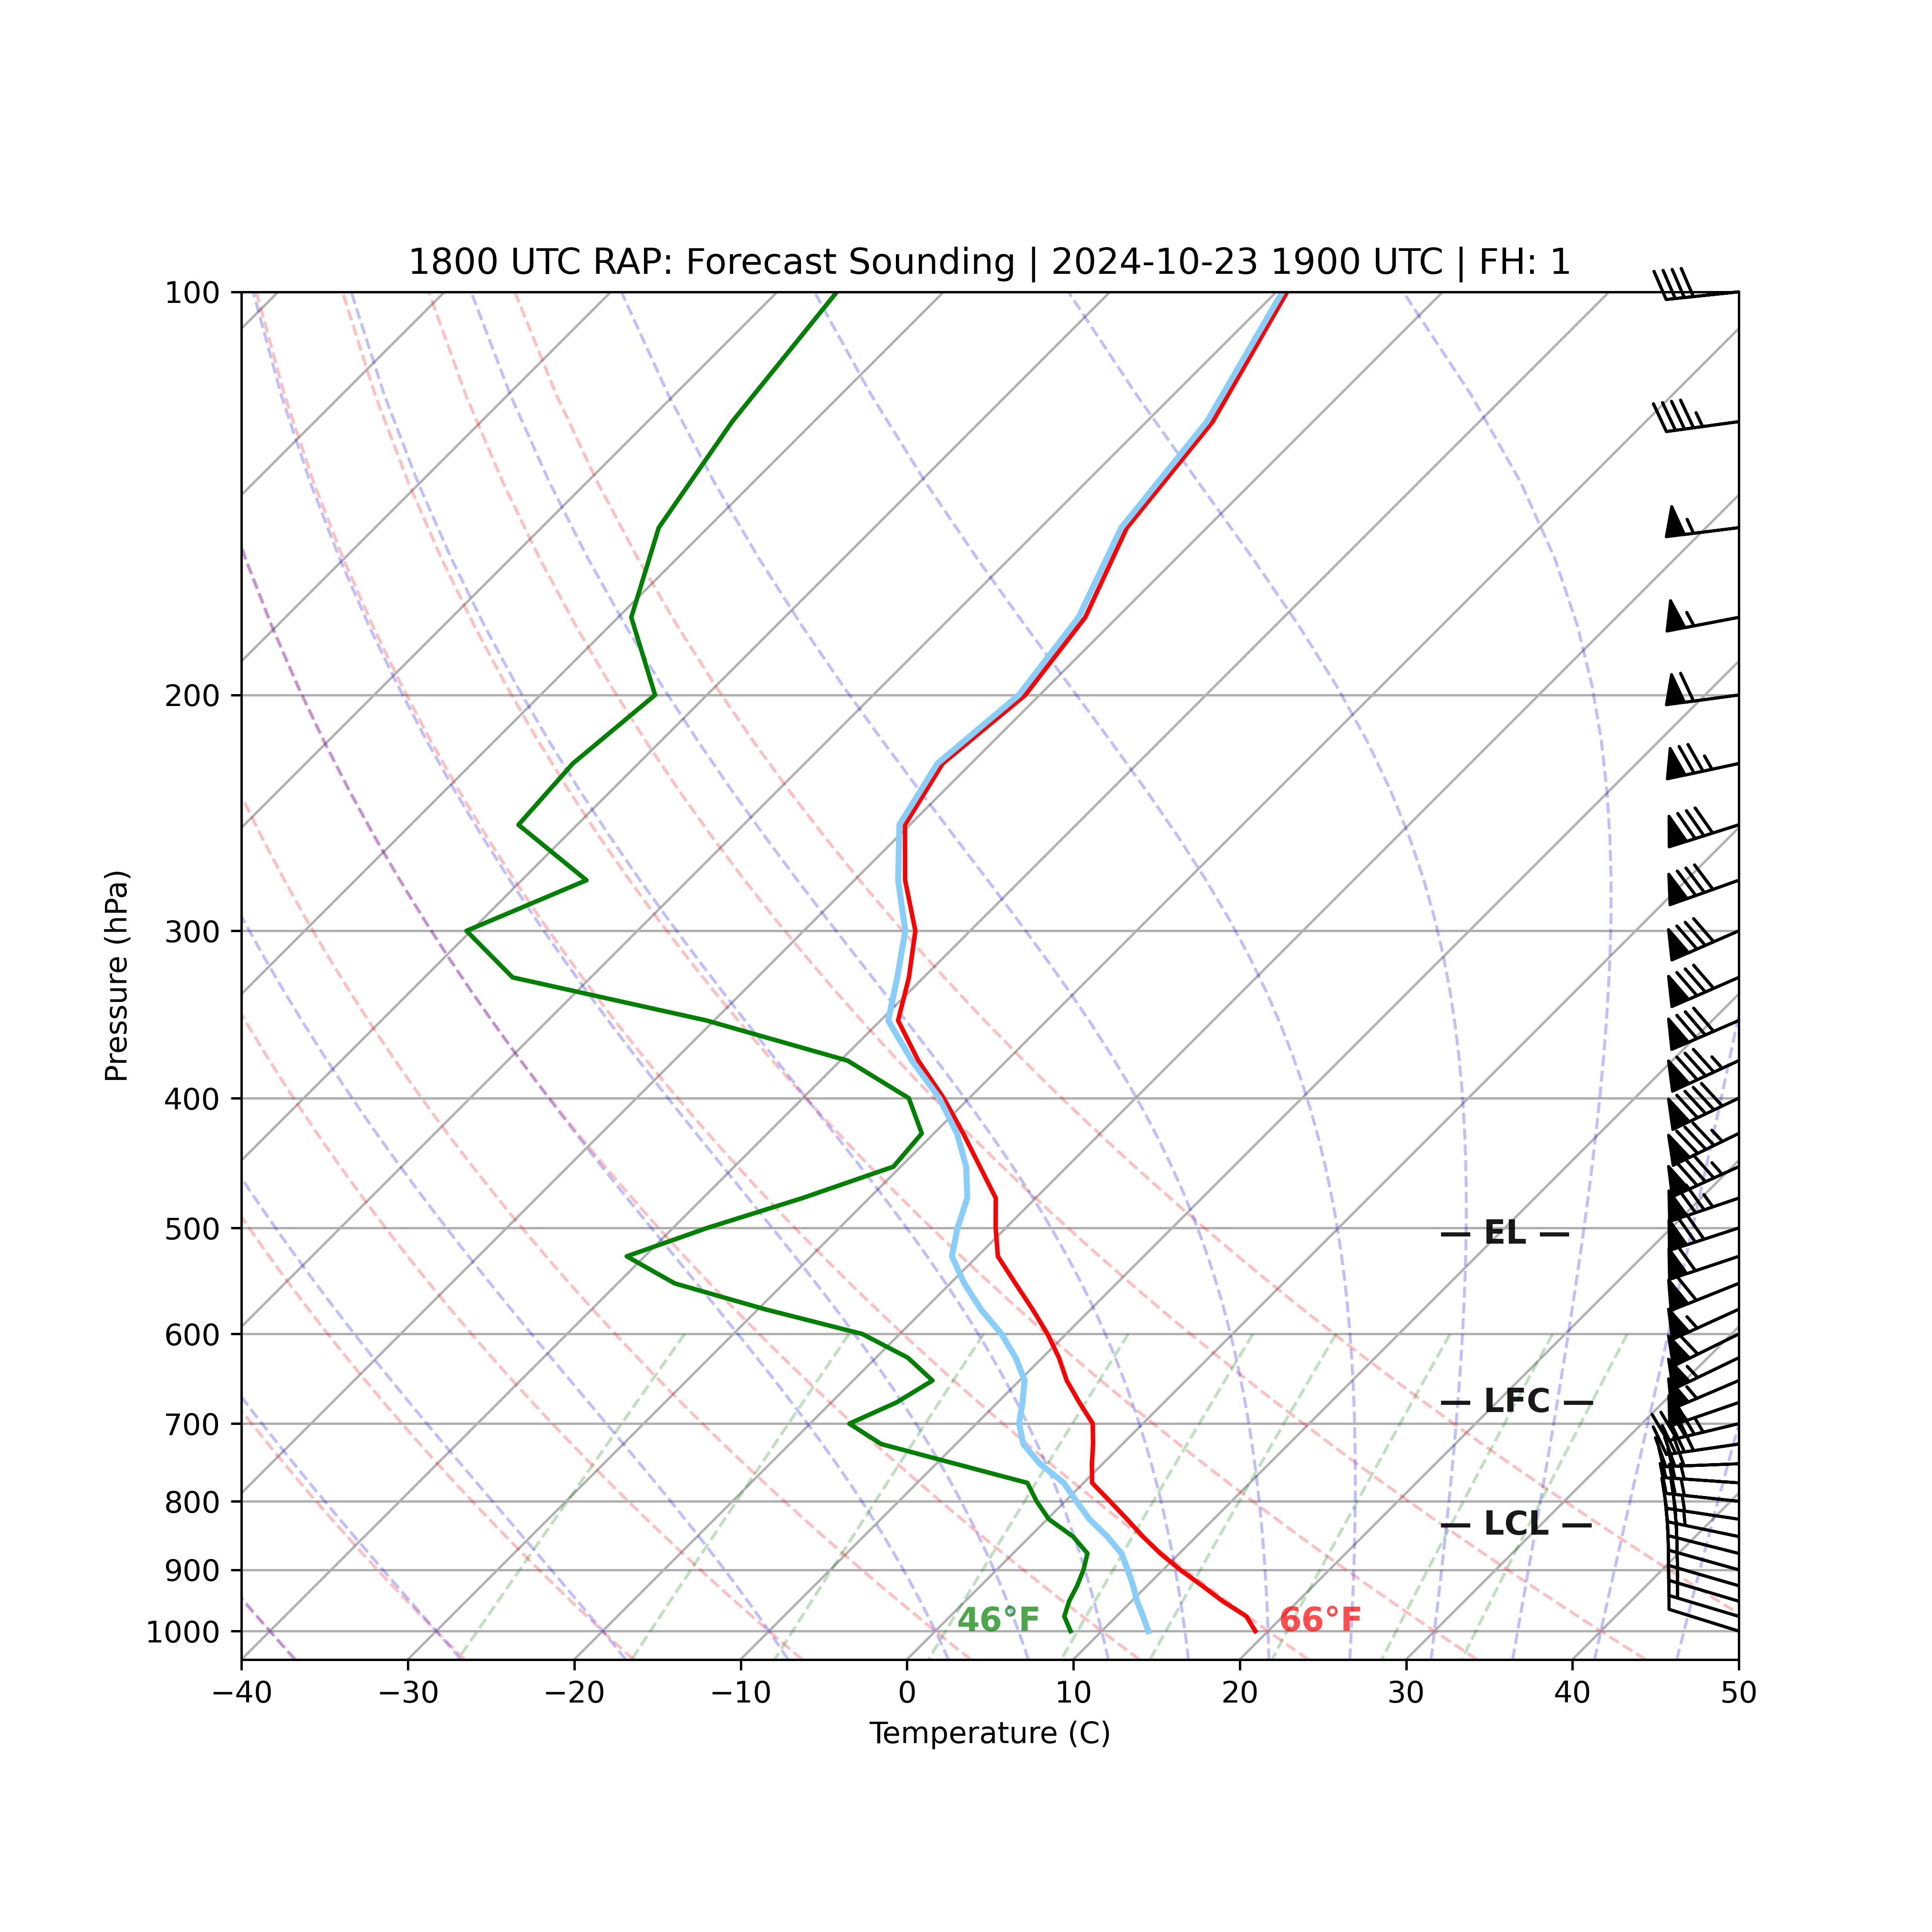 1800 UTC RAP: Forecast Sounding | 2024-10-23 1900 UTC | FH: 1
100
200
300
400
500
600
700
800
900
1000
Pressure (hPa)
— EL —
— LFC —
— LCL —
46°F
66°F
−40 −30 −20 −10 0 10 20 30 40 50
Temperature (C)